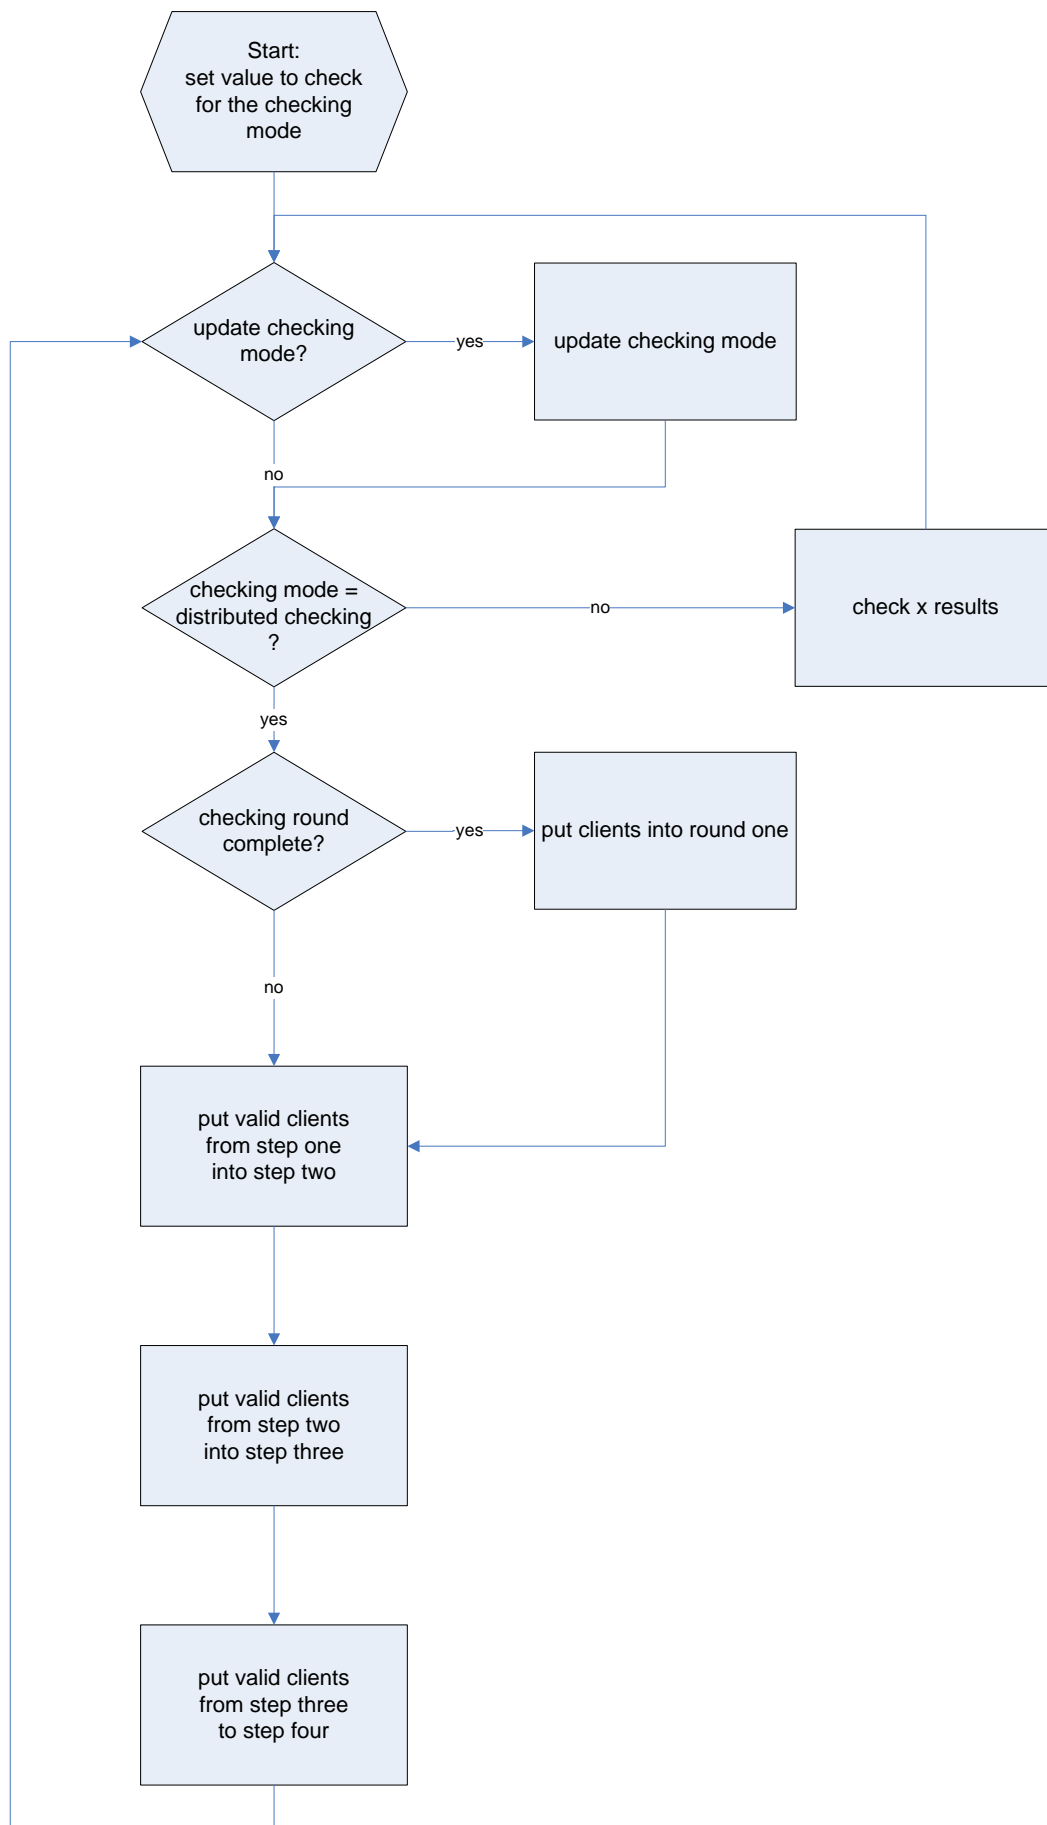 Start:
set value to check
for the checking
mode
update checking
mode?
yes
update checking mode
no
checking mode =
distributed checking
?
no
check x results
yes
checking round
complete?
yes
put clients into round one
no
put valid clients
from step one
into step two
put valid clients
from step two
into step three
put valid clients
from step three
to step four